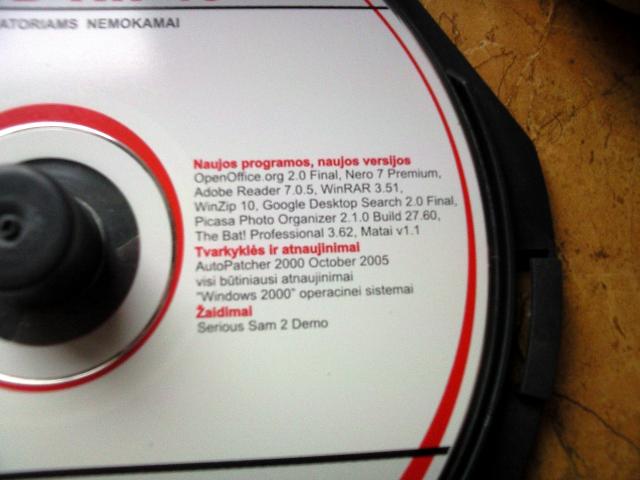 ATORIAMS NEMOKAMAI
Naujos programos, naujos versijos
OpenOffice.org 2.0 Final, Nero 7 Premium,
Adobe Reader 7.0.5, WinRAR 3.51,
WinZip 10, Google Desktop Search 2.0 Final,
Picasa Photo Organizer 2.1.0 Build 27.60,
The Bat! Professional 3.62, Matai v1.1
Tvarkyklės ir atnaujinimai
AutoPatcher 2000 October 2005
visi būtiniausi atnaujinimai
"Windows 2000" operacinei sistemai
Žaidimai
Serious Sam 2 Demo